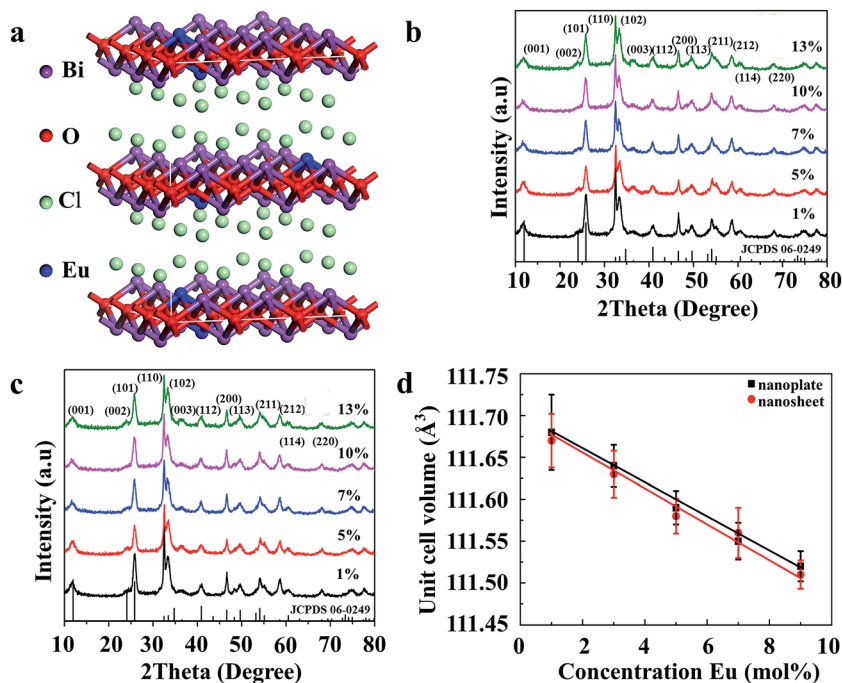 a
Bi
O
Cl
Eu
b
(001)
(002)
(101)
(110)
(102)
(003)
(112)
(200)
(113)
(211)
(212)
(114)
(220)
13%
10%
7%
5%
1%
JCPDS 06-0249
10 20 30 40 50 60 70 80
2Theta (Degree)
Intensity (a.u)
c
(001)
(002)
(101)
(110)
(102)
(003)
(112)
(200)
(113)
(211)
(212)
(114)
(220)
13%
10%
7%
5%
1%
JCPDS 06-0249
10 20 30 40 50 60 70 80
2Theta (Degree)
Intensity (a.u)
d
nanoplate
nanosheet
111.75
111.70
111.65
111.60
111.55
111.50
111.45
Unit cell volume (Å³)
0 2 4 6 8 10
Concentration Eu (mol%)